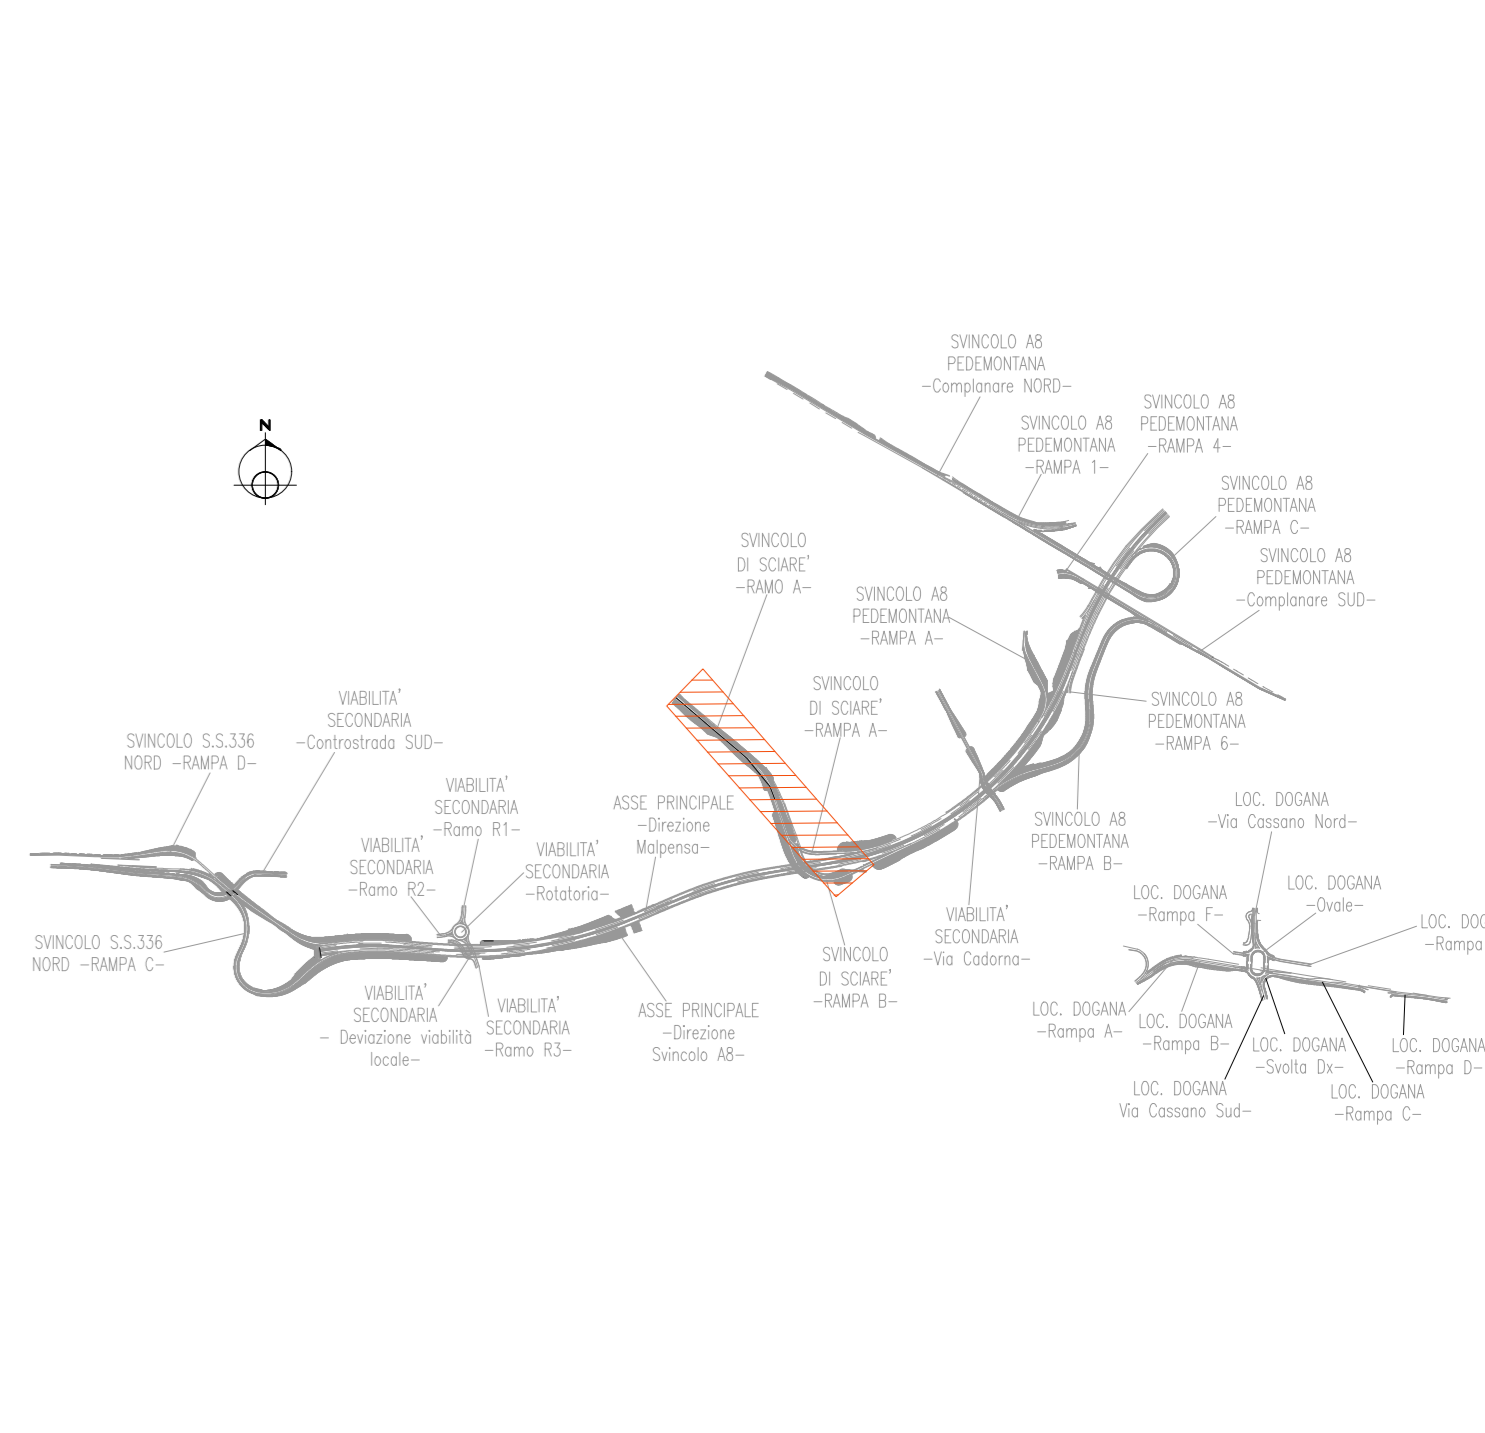 SVINCOLO A8
PEDEMONTANA
-Complanare NORD-
SVINCOLO A8
PEDEMONTANA
-RAMPA 4-
SVINCOLO A8
PEDEMONTANA
-RAMPA 1-
N
SVINCOLO A8
PEDEMONTANA
-RAMPA C-
SVINCOLO
DI SCIARE'
-RAMO A-
SVINCOLO A8
PEDEMONTANA
-Complanare SUD-
SVINCOLO A8
PEDEMONTANA
-RAMPA A-
SVINCOLO
DI SCIARE'
-RAMPA A-
VIABILITA'
SECONDARIA
-Controstrada SUD-
SVINCOLO A8
PEDEMONTANA
-RAMPA 6-
SVINCOLO S.S.336
NORD -RAMPA D-
VIABILITA'
SECONDARIA
-Ramo R1-
ASSE PRINCIPALE
-Direzione
Malpensa-
LOC. DOGANA
-Via Cassano Nord-
SVINCOLO A8
PEDEMONTANA
-RAMPA B-
VIABILITA'
SECONDARIA
-Ramo R2-
VIABILITA'
SECONDARIA
-Rotatoria-
LOC. DOGANA
-Rampa F-
LOC. DOGANA
-Ovale-
VIABILITA'
SECONDARIA
-Via Cadorna-
LOC. DOG
-Rampa
SVINCOLO S.S.336
NORD -RAMPA C-
SVINCOLO
DI SCIARE'
-RAMPA B-
VIABILITA'
SECONDARIA
- Deviazione viabilità
locale-
VIABILITA'
SECONDARIA
-Ramo R3-
ASSE PRINCIPALE
-Direzione
Svincolo A8-
LOC. DOGANA
-Rampa A-
LOC. DOGANA
-Rampa B-
LOC. DOGANA
-Svolta Dx-
LOC. DOGANA
-Rampa D-
LOC. DOGANA
Via Cassano Sud-
LOC. DOGANA
-Rampa C-